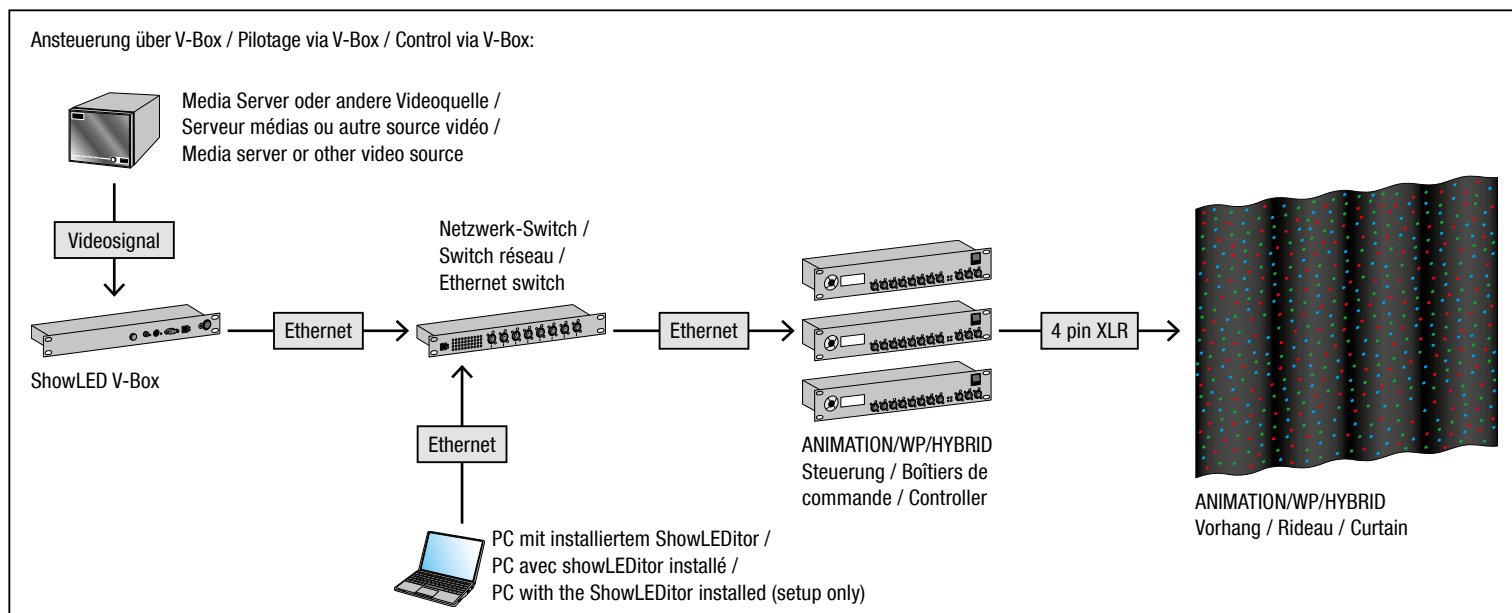 Ansteuerung über V-Box / Pilotage via V-Box / Control via V-Box:
Media Server oder andere Videoquelle /
Serveur médias ou autre source vidéo /
Media server or other video source
Videosignal
Netzwerk-Switch /
Switch réseau /
Ethernet switch
Ethernet
Ethernet
4 pin XLR
ShowLED V-Box
Ethernet
ANIMATION/WP/HYBRID
Steuerung / Boîtiers de
commande / Controller
ANIMATION/WP/HYBRID
Vorhang / Rideau / Curtain
PC mit installiertem ShowLEDitor /
PC avec showLEDitor installé /
PC with the ShowLEDitor installed (setup only)